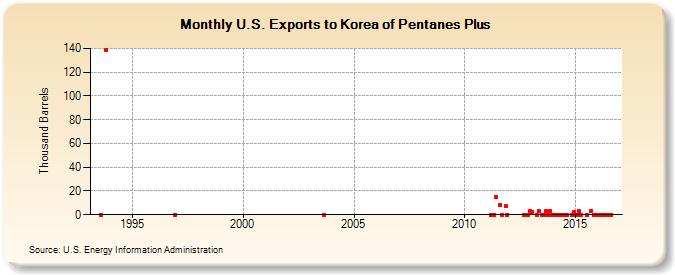 Monthly U.S. Exports to Korea of Pentanes Plus
Thousand Barrels
140
120
100
80
60
40
20
0
1995 2000 2005 2010 2015
Source: U.S. Energy Information Administration